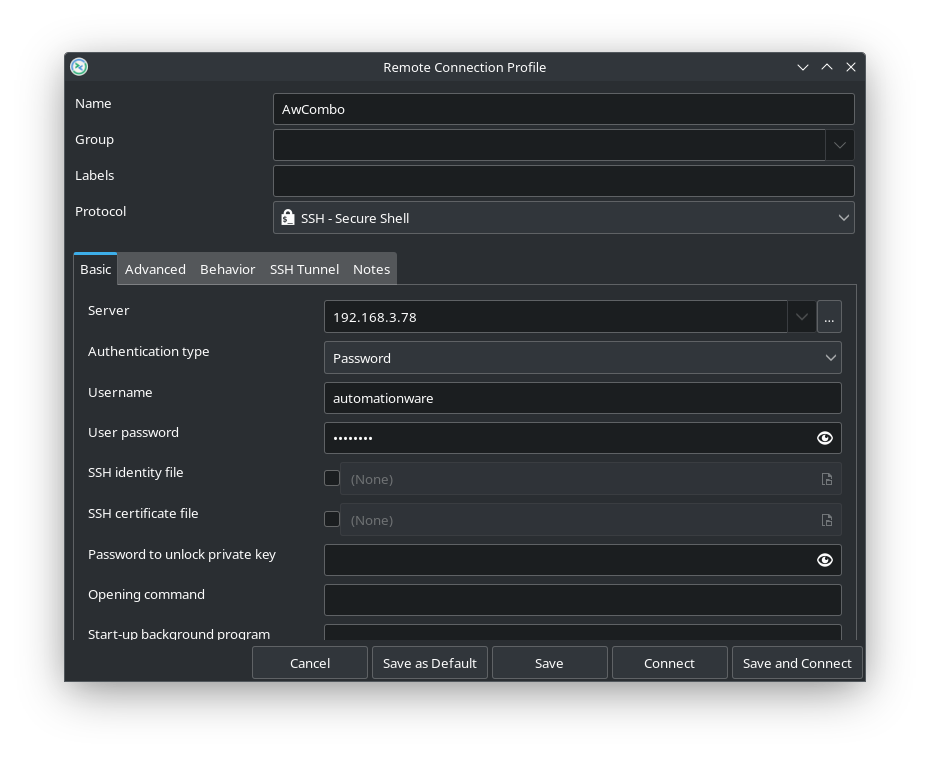 Remote Connection Profile
Name
AwCombo
Group
Labels
Protocol
SSH - Secure Shell
Basic Advanced Behavior SSH Tunnel Notes
Server
192.168.3.78
...
Authentication type
Password
Username
automationware
User password
••••••••
SSH identity file
(None)
SSH certificate file
(None)
Password to unlock private key
Opening command
Start-up background program
Cancel Save as Default Save Connect Save and Connect